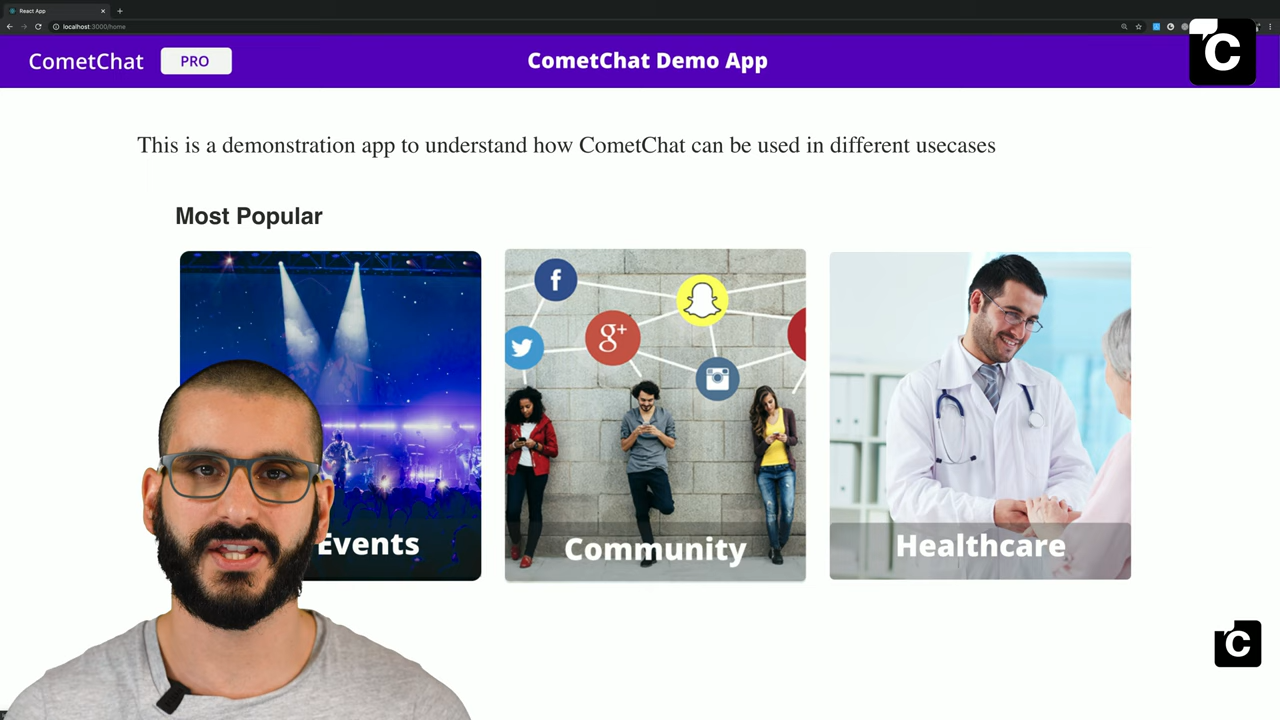 React App
localhost:3000/home
CometChat PRO
CometChat Demo App
C
This is a demonstration app to understand how CometChat can be used in different usecases
Most Popular
f
g+
Events
Community
Healthcare
C